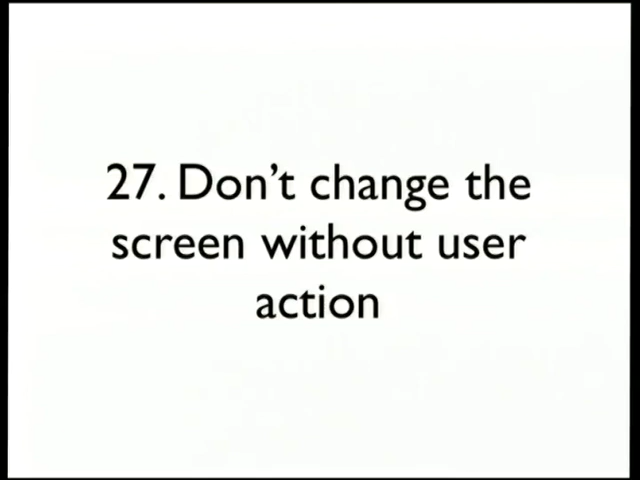 27. Don’t change the
screen without user
action